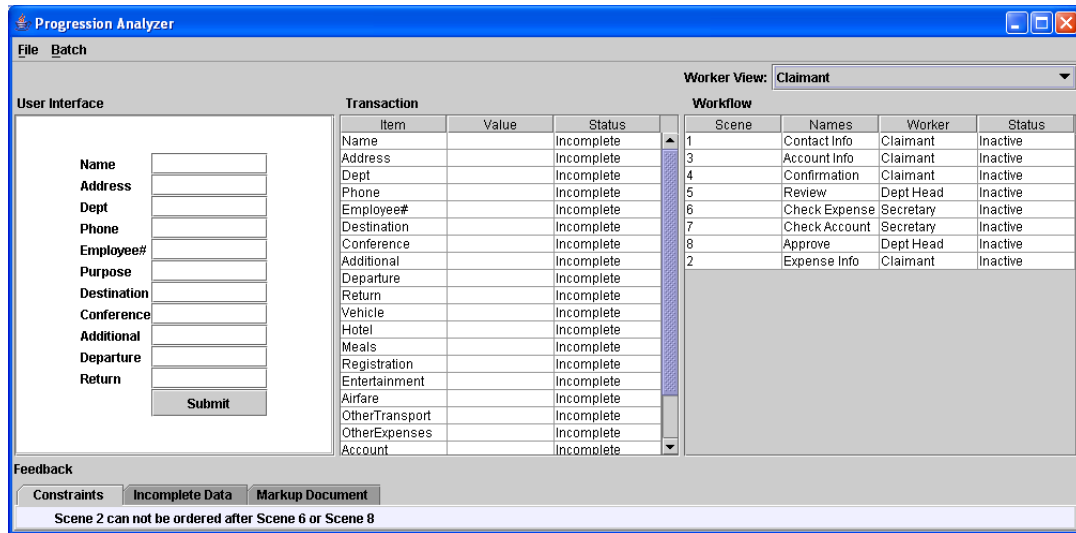 Progression Analyzer
File Batch
Worker View: Claimant
User Interface
Transaction
Workflow
Name
Address
Dept
Phone
Employee#
Purpose
Destination
Conference
Additional
Departure
Return
Submit
Item Value Status
Name Incomplete
Address Incomplete
Dept Incomplete
Phone Incomplete
Employee# Incomplete
Destination Incomplete
Conference Incomplete
Additional Incomplete
Departure Incomplete
Return Incomplete
Vehicle Incomplete
Hotel Incomplete
Meals Incomplete
Registration Incomplete
Entertainment Incomplete
Airfare Incomplete
OtherTransport Incomplete
OtherExpenses Incomplete
Account Incomplete
Scene Names Worker Status
1 Contact Info Claimant Inactive
3 Account Info Claimant Inactive
4 Confirmation Claimant Inactive
5 Review Dept Head Inactive
6 Check Expense Secretary Inactive
7 Check Account Secretary Inactive
8 Approve Dept Head Inactive
2 Expense Info Claimant Inactive
Feedback
Constraints Incomplete Data Markup Document
Scene 2 can not be ordered after Scene 6 or Scene 8